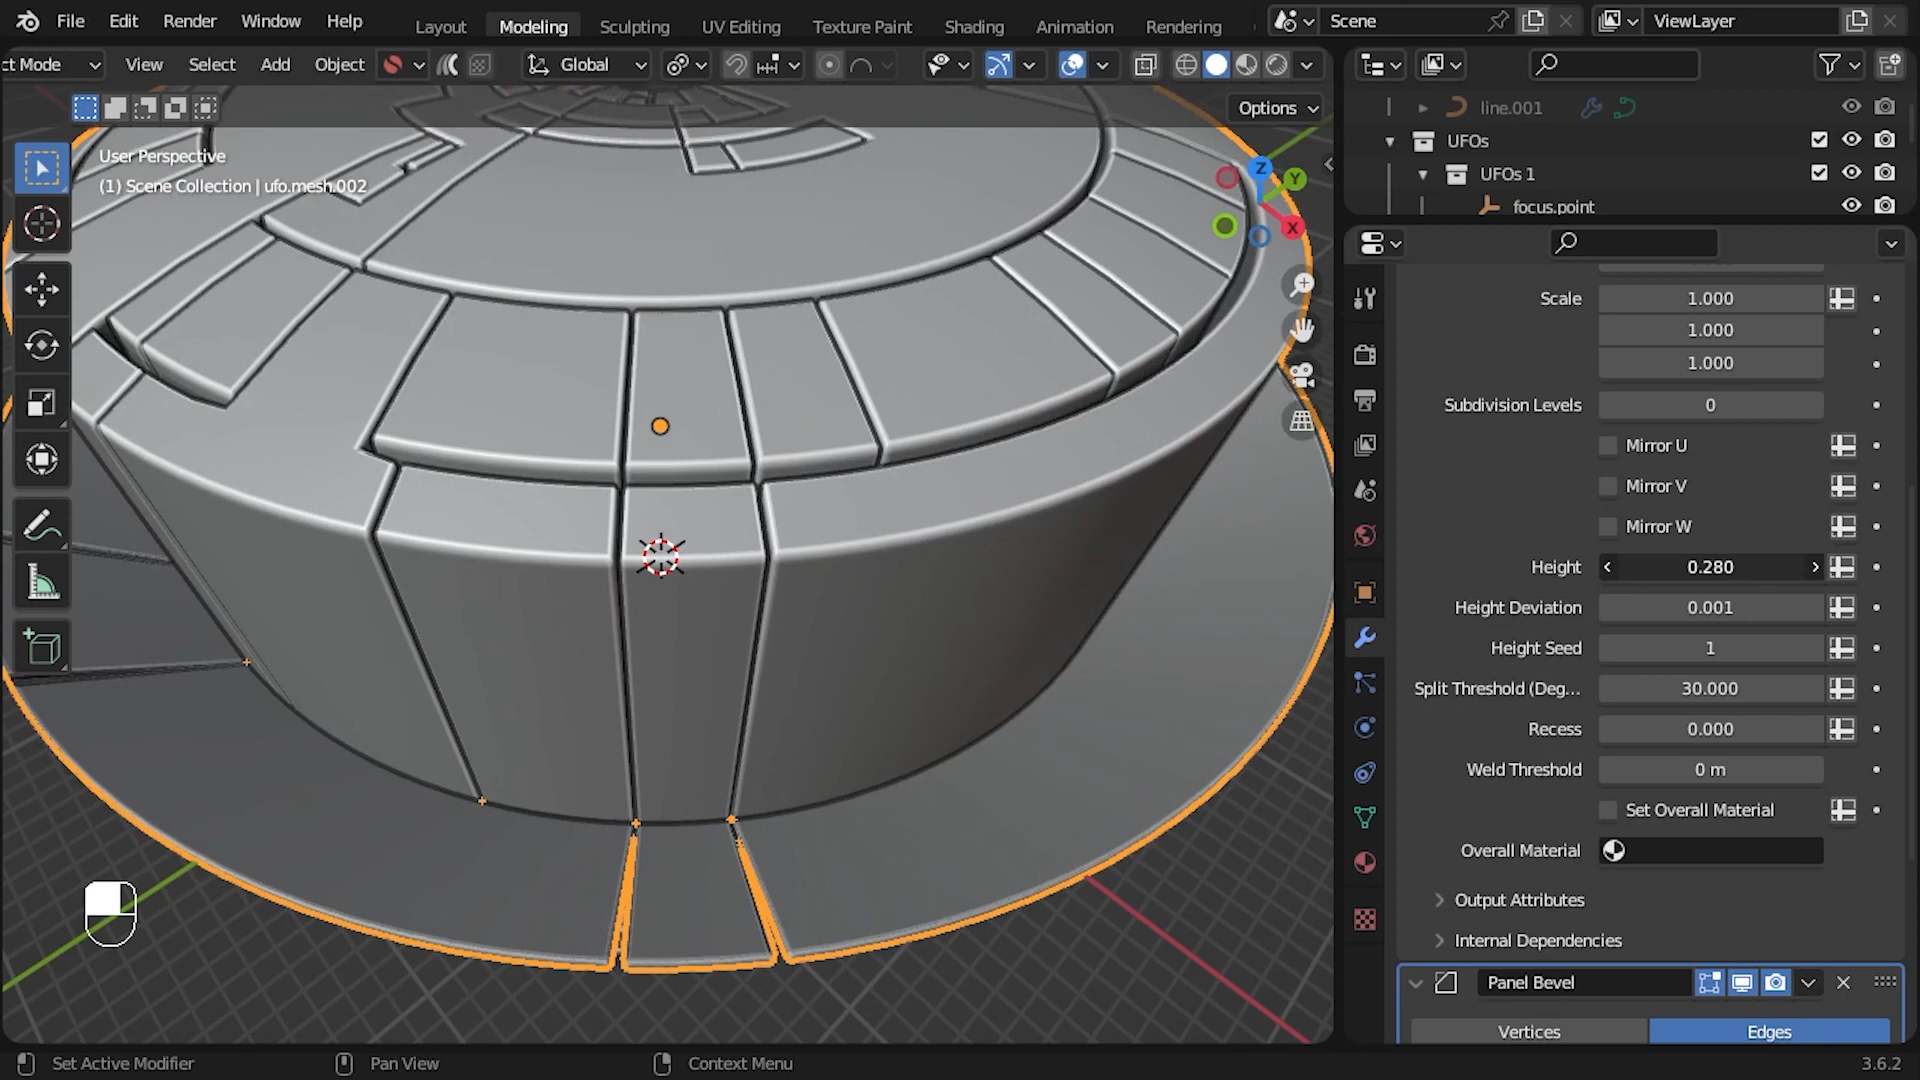 File Edit Render Window Help
Layout Modeling Sculpting UV Editing Texture Paint Shading Animation Rendering
Scene
ViewLayer
ct Mode View Select Add Object Global
Options
User Perspective
(1) Scene Collection | ufo.mesh.002
Z
Y
X
line.001
UFOs
UFOs 1
focus.point
Scale 1.000
1.000
1.000
Subdivision Levels 0
Mirror U
Mirror V
Mirror W
Height 0.280
Height Deviation 0.001
Height Seed 1
Split Threshold (Deg... 30.000
Recess 0.000
Weld Threshold 0 m
Set Overall Material
Overall Material
Output Attributes
Internal Dependencies
Panel Bevel
Vertices Edges
Set Active Modifier Pan View Context Menu 3.6.2